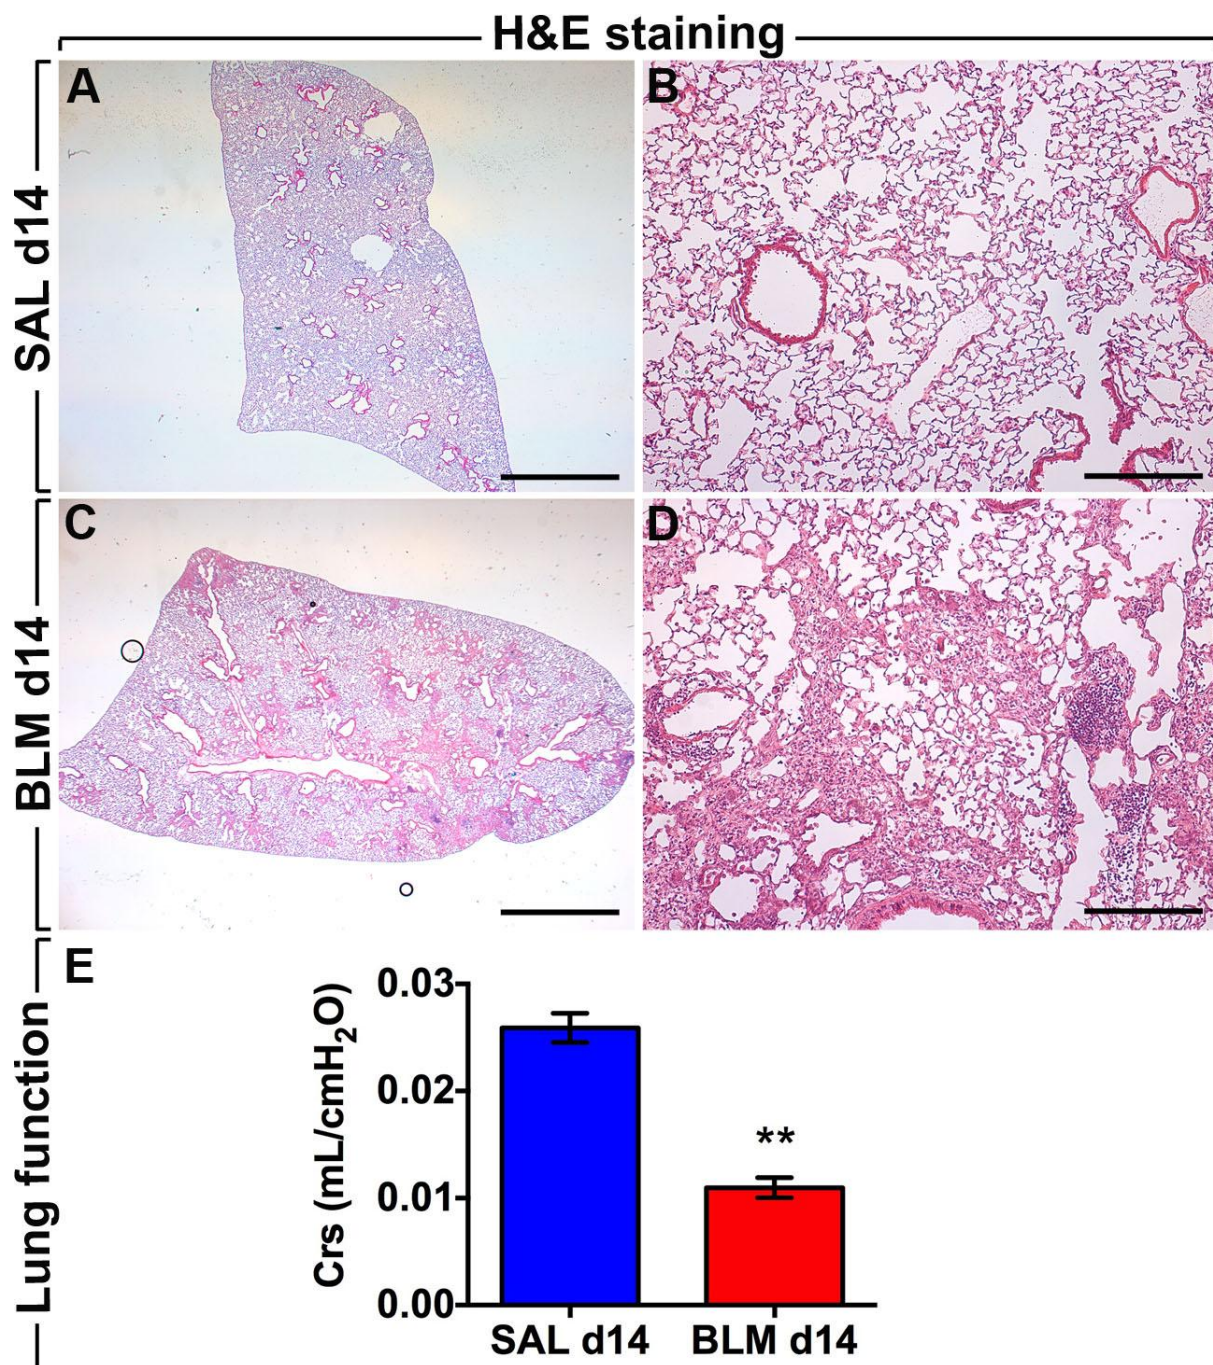 H&E staining
SAL d14
A
B
BLM d14
C
D
Lung function
E
Crs (mL/cmH₂O)
0.03
0.02
0.01
0.00
**
SAL d14
BLM d14